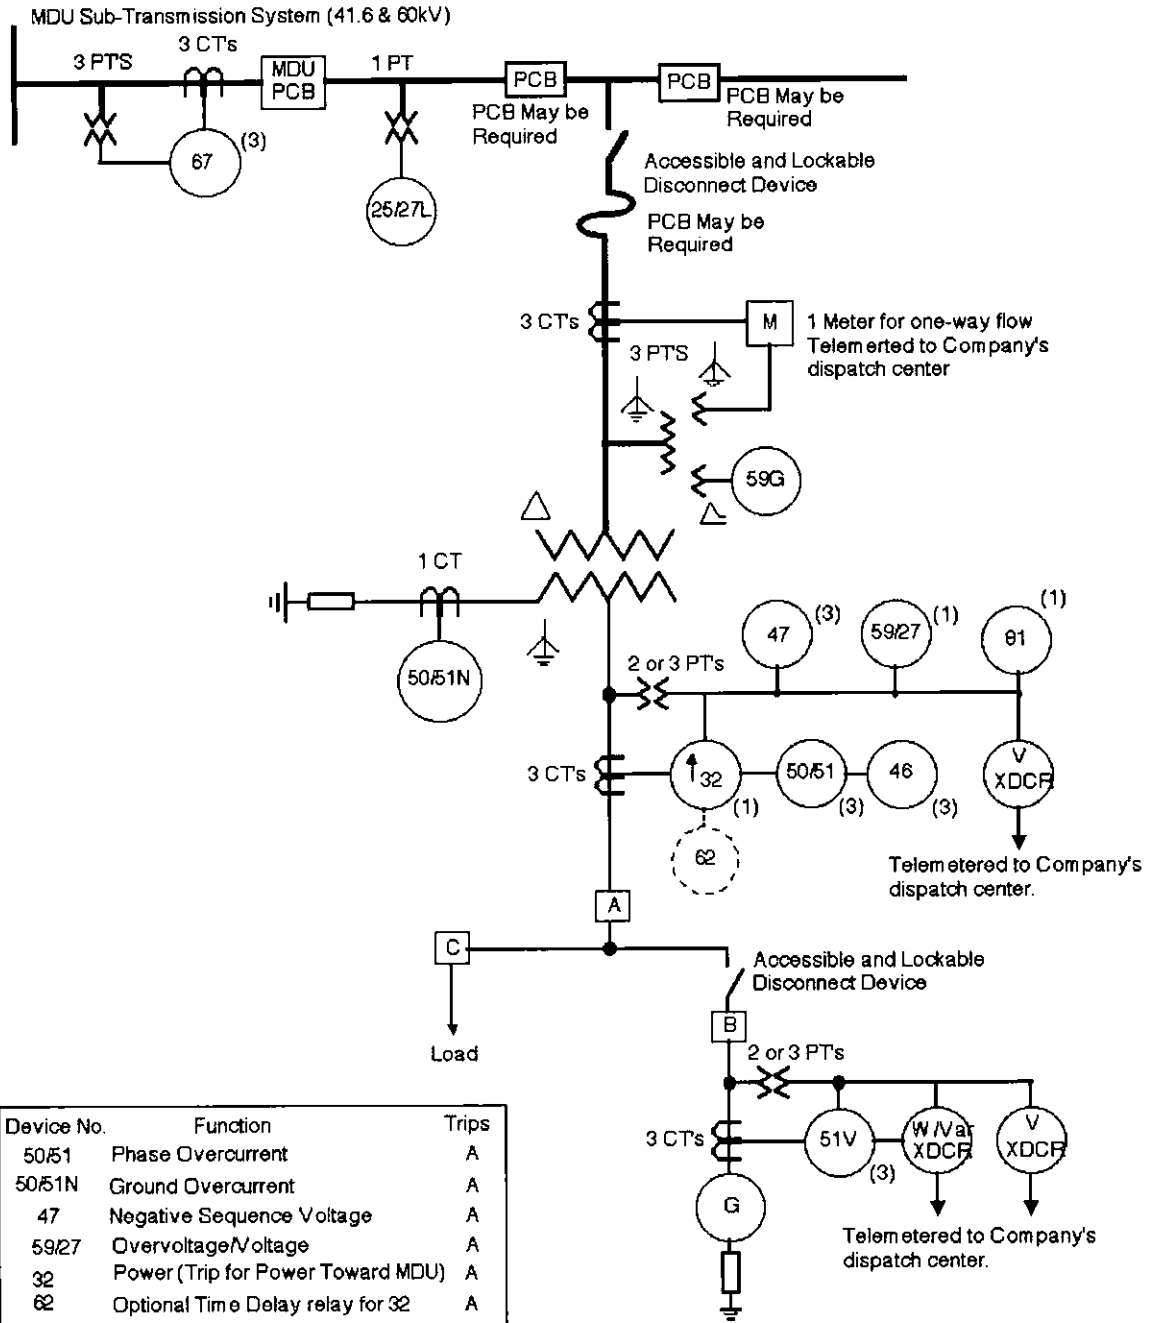 MDU Sub-Transmission System (41.6 & 60kV)
3 PT'S
3 CT's
MDU
PCB
1 PT
PCB
PCB May be
Required
PCB
PCB May be
Required
67
(3)
25/27L
Accessible and Lockable
Disconnect Device
PCB May be
Required
3 CT's
M
1 Meter for one-way flow
Telemerted to Company's
dispatch center
3 PT'S
59G
1 CT
50/51N
2 or 3 PT's
47
(3)
59/27
(1)
81
(1)
3 CT's
32
(1)
50/51
(3)
46
(3)
V
XDCR
62
Telemetered to Company's
dispatch center.
A
C
Load
Accessible and Lockable
Disconnect Device
B
2 or 3 PT's
3 CT's
51V
(3)
W/Var
XDCR
V
XDCR
G
Telemetered to Company's
dispatch center.
Device No. Function Trips
50/51 Phase Overcurrent A
50/51N Ground Overcurrent A
47 Negative Sequence Voltage A
59/27 Overvoltage/Voltage A
32 Power (Trip for Power Toward MDU) A
62 Optional Time Delay relay for 32 A